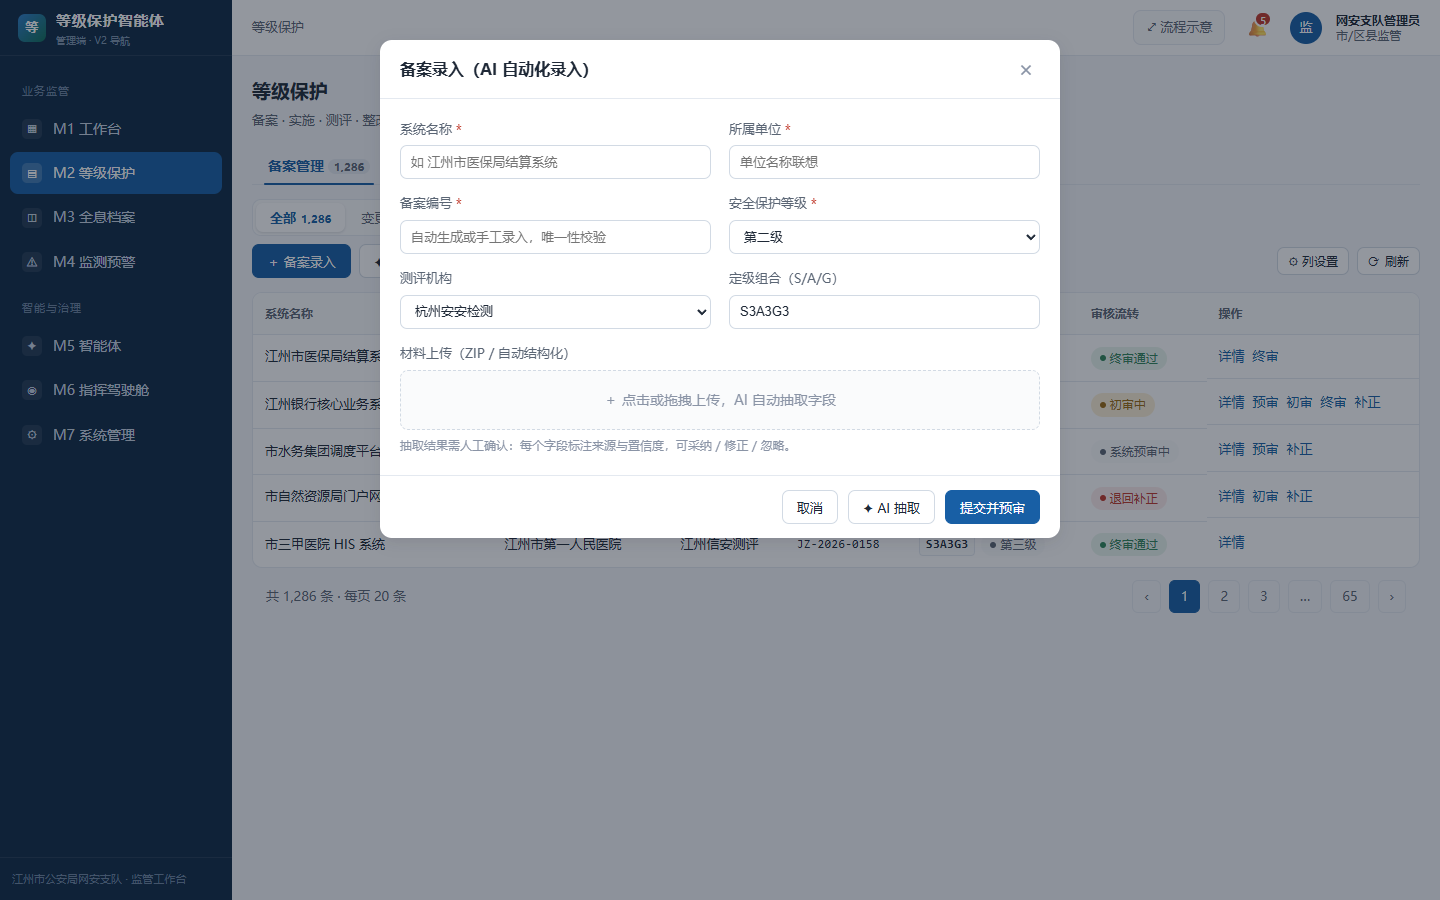 等
等级保护智能体
管理端 · V2 导航
业务监管
M1 工作台
M2 等级保护
M3 全息档案
M4 监测预警
智能与治理
M5 智能体
M6 指挥驾驶舱
M7 系统管理
江州市公安局网安支队 · 监管工作台
等级保护
流程示意
5
监
网安支队管理员
市/区县监管
等级保护
备案 · 实施 · 测评 · 整
备案管理 1,286
全部 1,286
+ 备案录入
列设置
刷新
系统名称
审核流转
操作
江州市医保局结算系
终审通过
详情 终审
江州银行核心业务系
初审中
详情 预审 初审 终审 补正
市水务集团调度平台
系统预审中
详情 预审 补正
市自然资源局门户网
退回补正
详情 初审 补正
市三甲医院 HIS 系统
江州市第一人民医院
江州信安测评
JZ-2026-0158
S3A3G3
第三级
终审通过
详情
共 1,286 条 · 每页 20 条
‹ 1 2 3 … 65 ›
备案录入（AI 自动化录入）
×
系统名称 *
所属单位 *
如 江州市医保局结算系统
单位名称联想
备案编号 *
安全保护等级 *
自动生成或手工录入，唯一性校验
第二级
测评机构
定级组合（S/A/G）
杭州安安检测
S3A3G3
材料上传（ZIP / 自动结构化）
+ 点击或拖拽上传，AI 自动抽取字段
抽取结果需人工确认：每个字段标注来源与置信度，可采纳 / 修正 / 忽略。
取消
AI 抽取
提交并预审